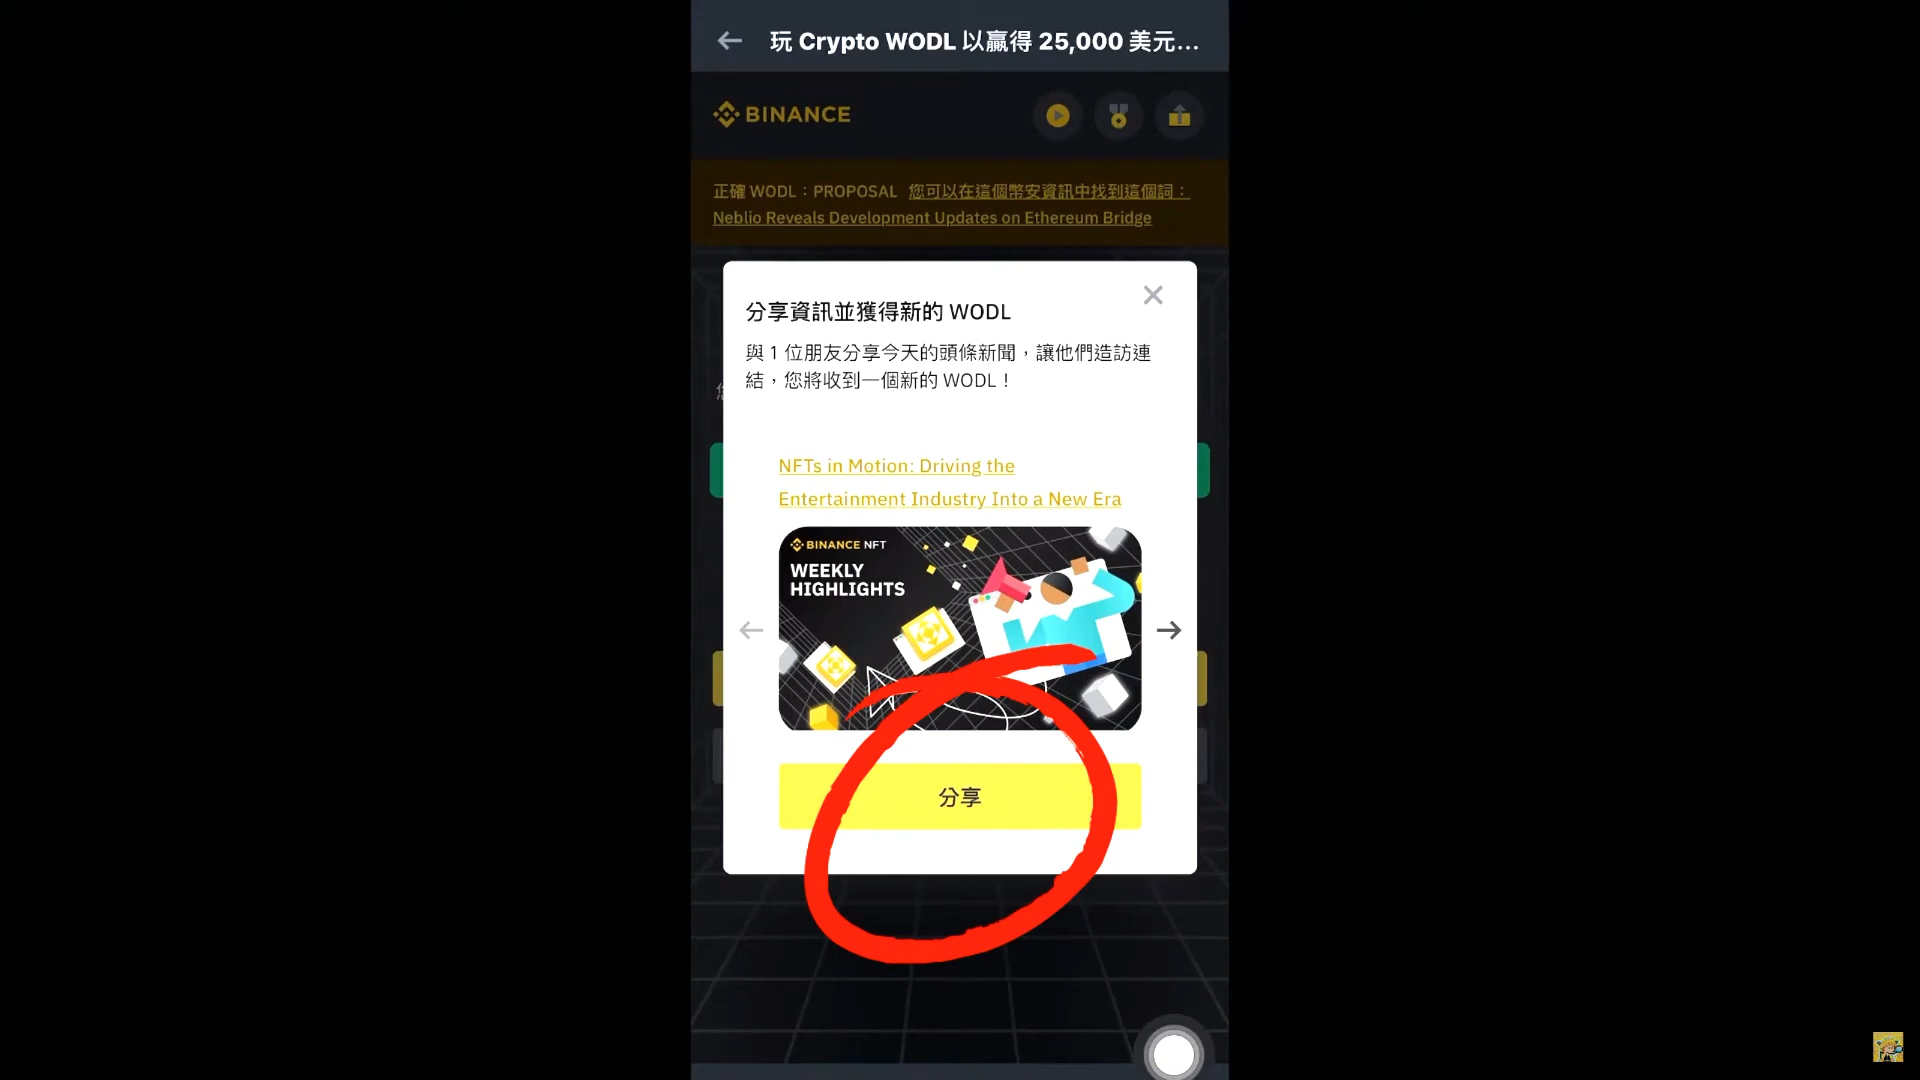 玩 Crypto WODL 以贏得 25,000 美元...
BINANCE
正確 WODL：PROPOSAL 您可以在這個幣安資訊中找到這個詞：
Neblio Reveals Development Updates on Ethereum Bridge
分享資訊並獲得新的 WODL
與 1 位朋友分享今天的頭條新聞，讓他們造訪連
結，您將收到一個新的 WODL！
NFTs in Motion: Driving the
Entertainment Industry Into a New Era
BINANCE NFT
WEEKLY
HIGHLIGHTS
分享